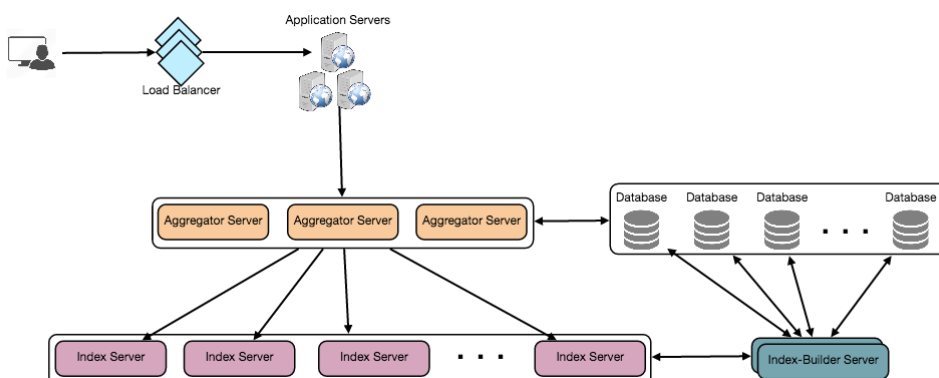 Application Servers
Load Balancer
Database Database Database Database
Aggregator Server Aggregator Server Aggregator Server
Index Server Index Server Index Server Index Server
Index-Builder Server